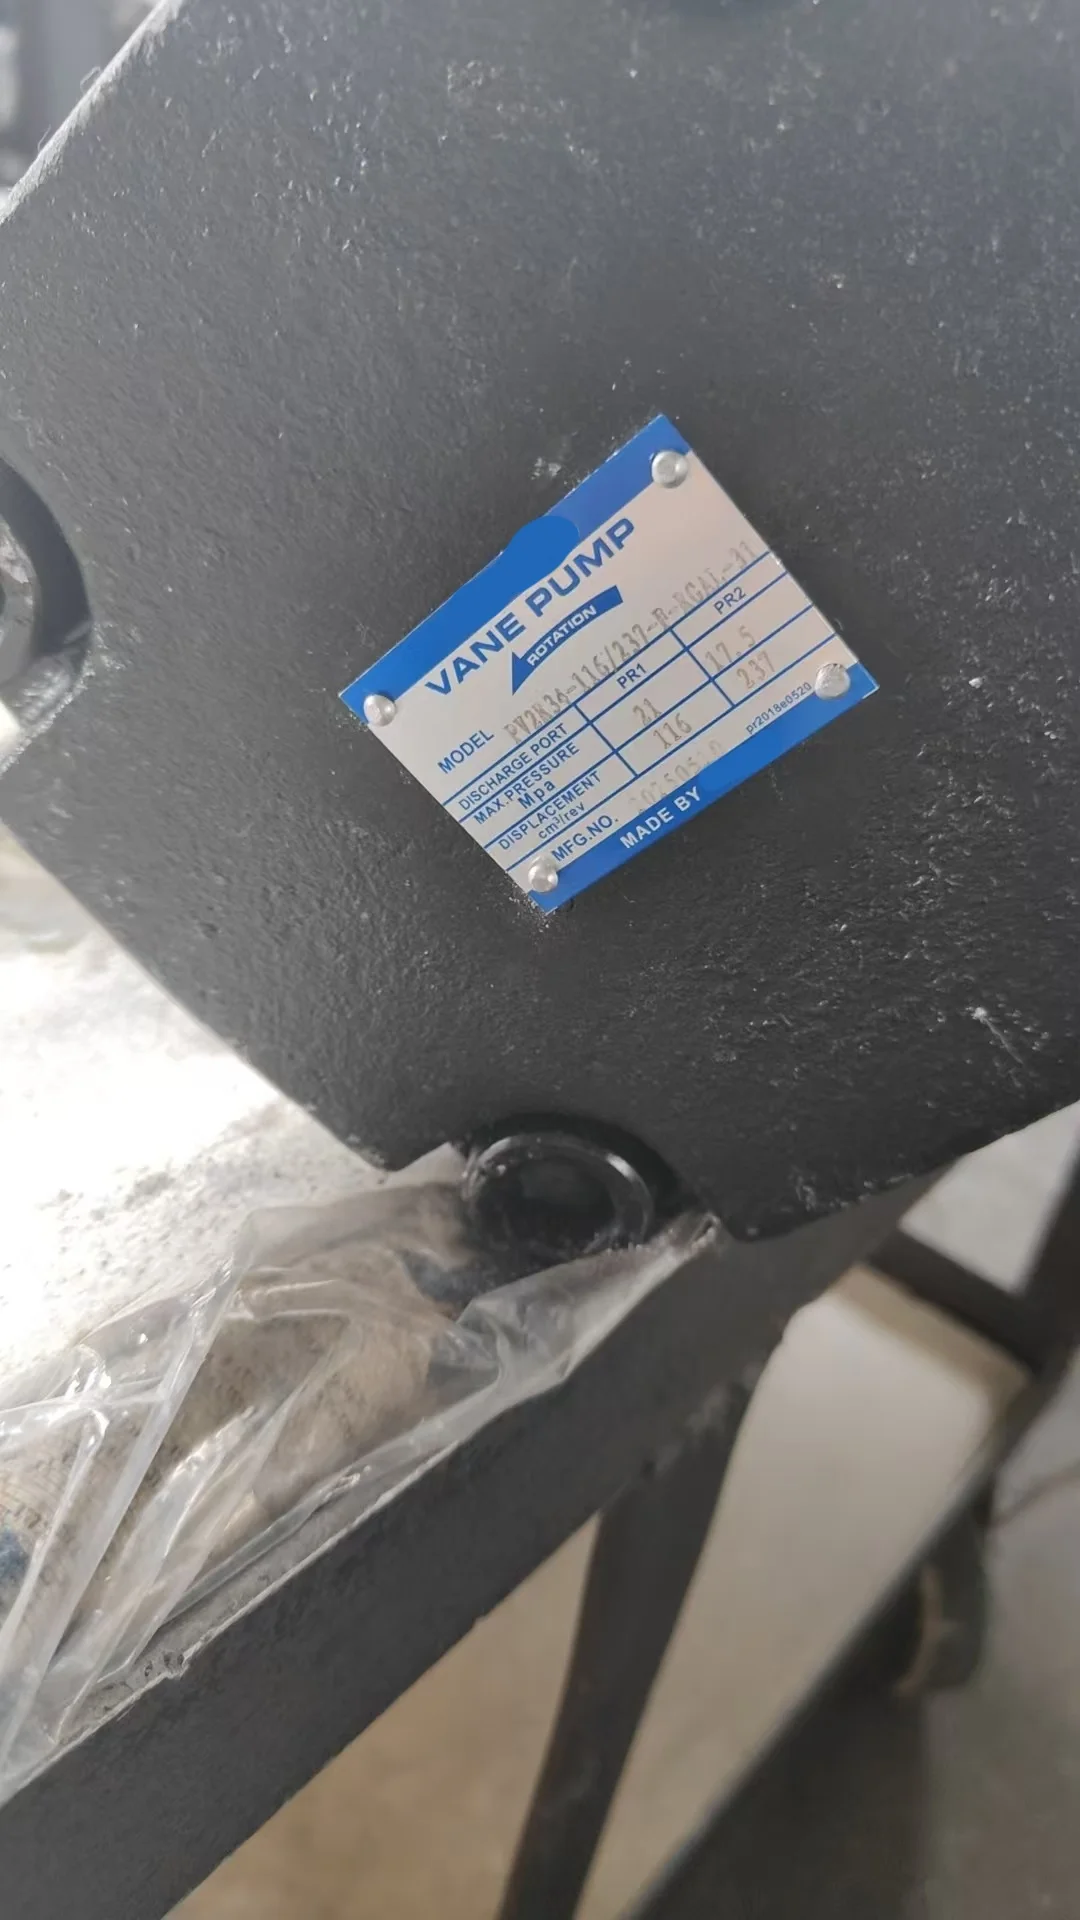 VANE PUMP
ROTATION
MODEL PV2R34-116/237-F-RGAL-31
DISCHARGE PORT PR1 PR2
MAX.PRESSURE Mpa 21 17.5
DISPLACEMENT cm³/rev 116 237
MFG.NO.
pr2018e0520
MADE BY